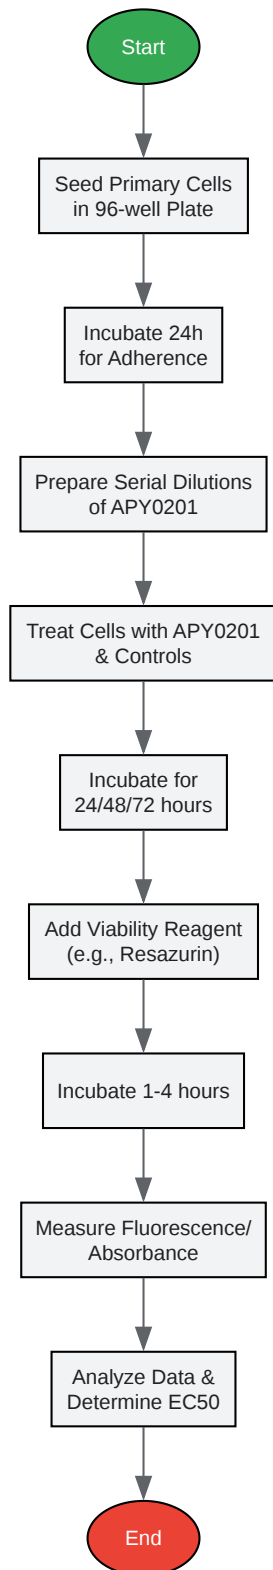 Start
Seed Primary Cells
in 96-well Plate
Incubate 24h
for Adherence
Prepare Serial Dilutions
of APY0201
Treat Cells with APY0201
& Controls
Incubate for
24/48/72 hours
Add Viability Reagent
(e.g., Resazurin)
Incubate 1-4 hours
Measure Fluorescence/
Absorbance
Analyze Data &
Determine EC50
End